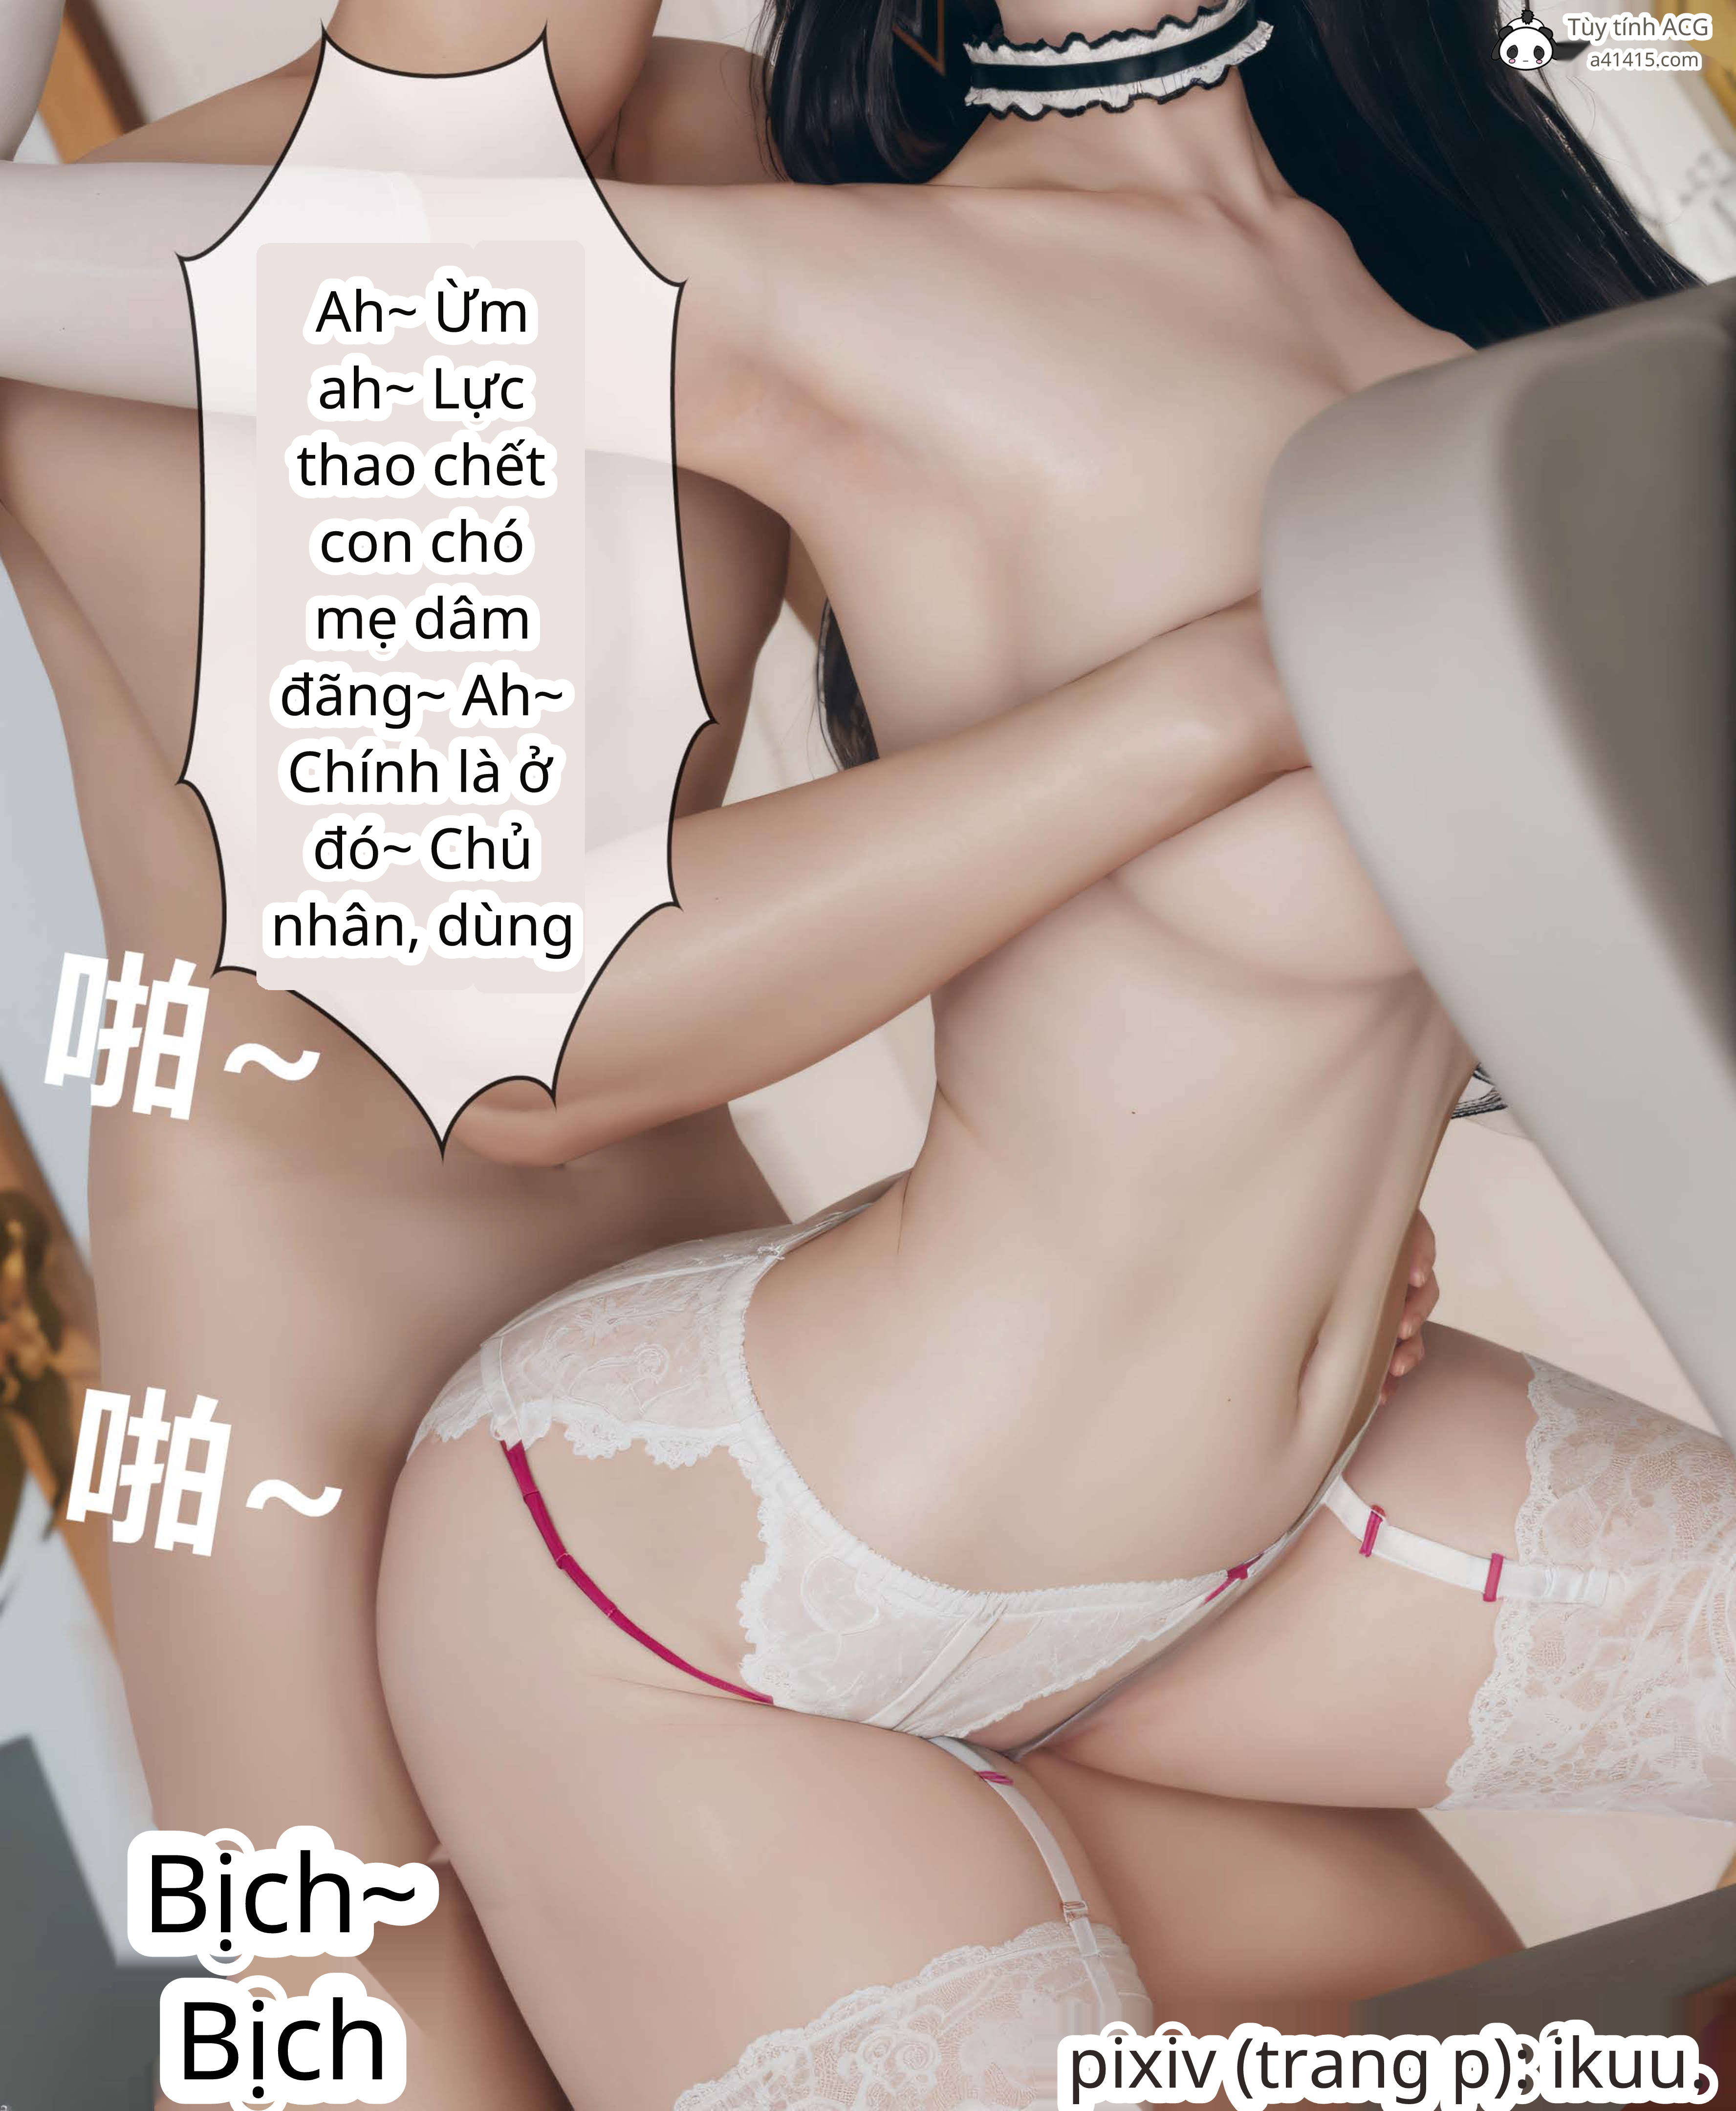 Tùy tính ACG
a41415.com
Ah~ Ừm
ah~ Lực
thao chết
con chó
mẹ dâm
đãng~ Ah~
Chính là ở
đó~ Chủ
nhân, dùng
啪~
啪~
Bịch~
Bịch
pixiv (trang p): ikuu.